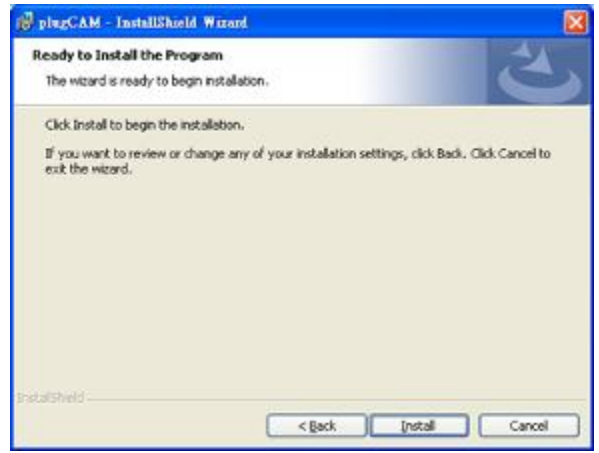 plugCAM - InstallShield Wizard
Ready to Install the Program
The wizard is ready to begin installation.
Click Install to begin the installation.
If you want to review or change any of your installation settings, click Back. Click Cancel to
exit the wizard.
InstallShield
< Back
Install
Cancel